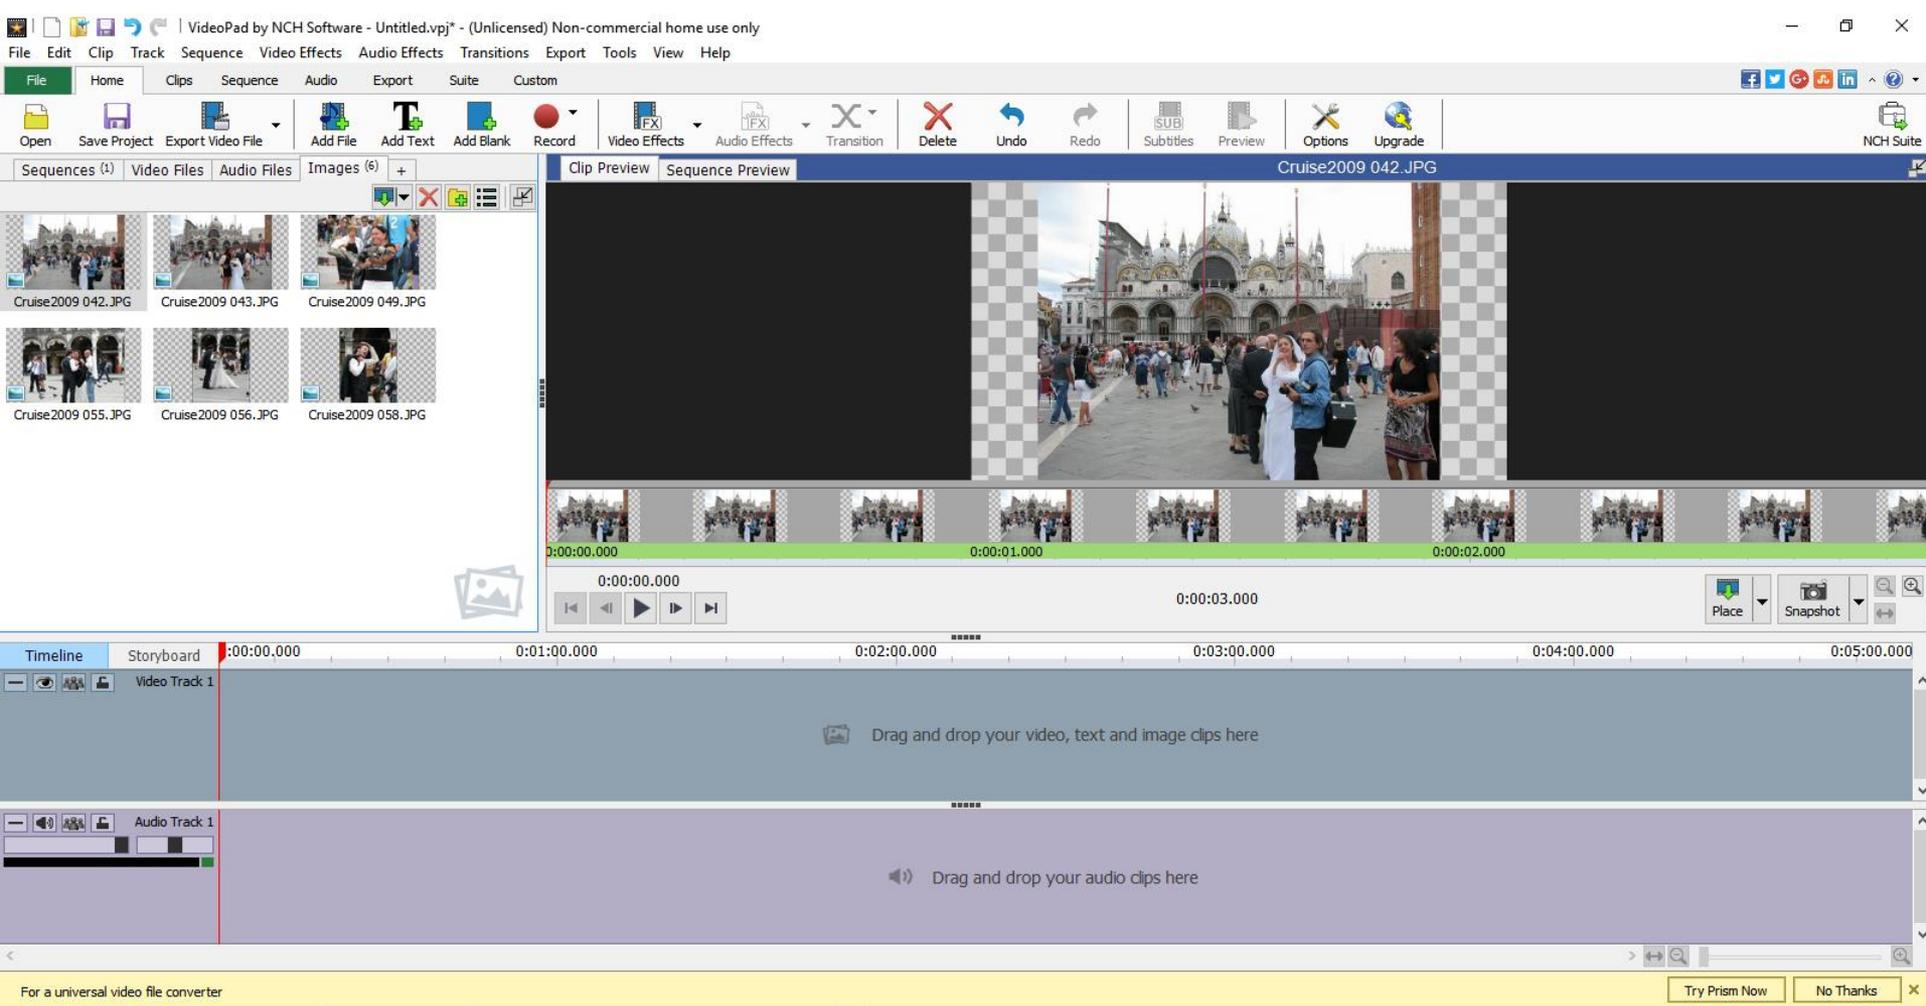 VideoPad by NCH Software - Untitled.vpj* - (Unlicensed) Non-commercial home use only
File Edit Clip Track Sequence Video Effects Audio Effects Transitions Export Tools View Help
File Home Clips Sequence Audio Export Suite Custom
Open Save Project Export Video File Add File Add Text Add Blank Record Video Effects Audio Effects Transition Delete Undo Redo Subtitles Preview Options Upgrade NCH Suite
Sequences (1) Video Files Audio Files Images (6) +
Clip Preview Sequence Preview Cruise2009 042.JPG
Cruise2009 042.JPG Cruise2009 043.JPG Cruise2009 049.JPG
Cruise2009 055.JPG Cruise2009 056.JPG Cruise2009 058.JPG
0:00:00.000 0:00:01.000 0:00:02.000
0:00:00.000
0:00:03.000
Place Snapshot
Timeline Storyboard :00:00.000 0:01:00.000 0:02:00.000 0:03:00.000 0:04:00.000 0:05:00.000
Video Track 1
Drag and drop your video, text and image clips here
Audio Track 1
Drag and drop your audio clips here
For a universal video file converter Try Prism Now No Thanks